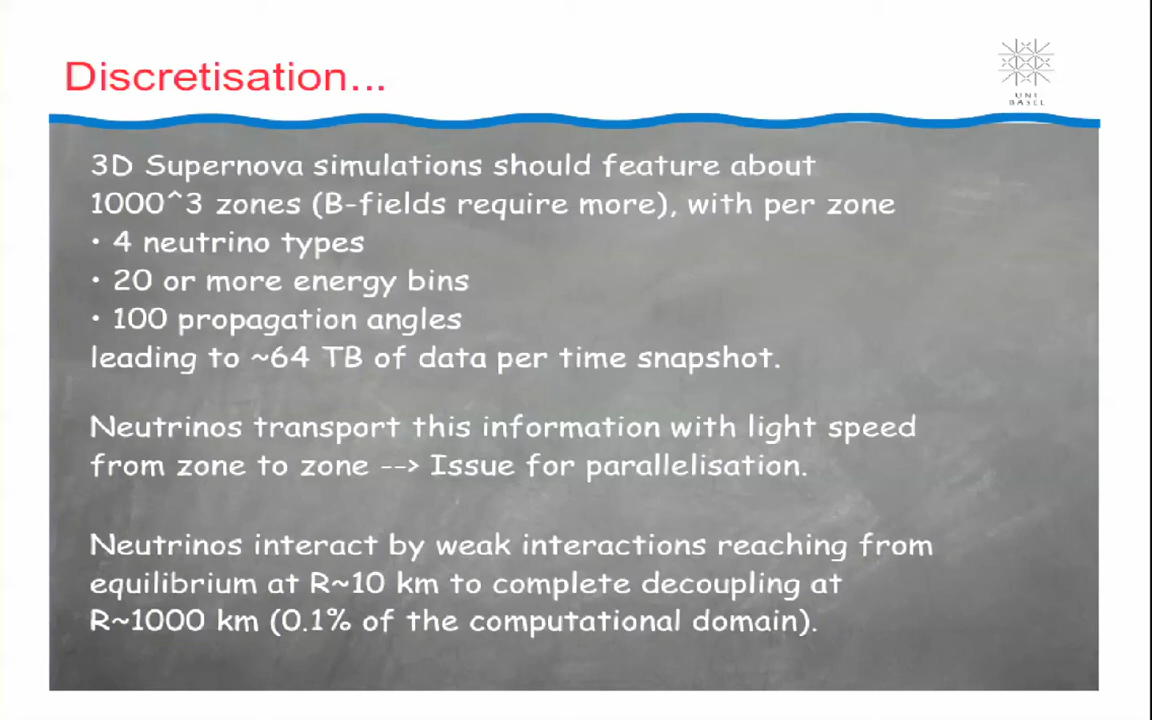 Discretisation...
UNI
BASEL
3D Supernova simulations should feature about
1000^3 zones (B-fields require more), with per zone
• 4 neutrino types
• 20 or more energy bins
• 100 propagation angles
leading to ~64 TB of data per time snapshot.
Neutrinos transport this information with light speed
from zone to zone --> Issue for parallelisation.
Neutrinos interact by weak interactions reaching from
equilibrium at R~10 km to complete decoupling at
R~1000 km (0.1% of the computational domain).